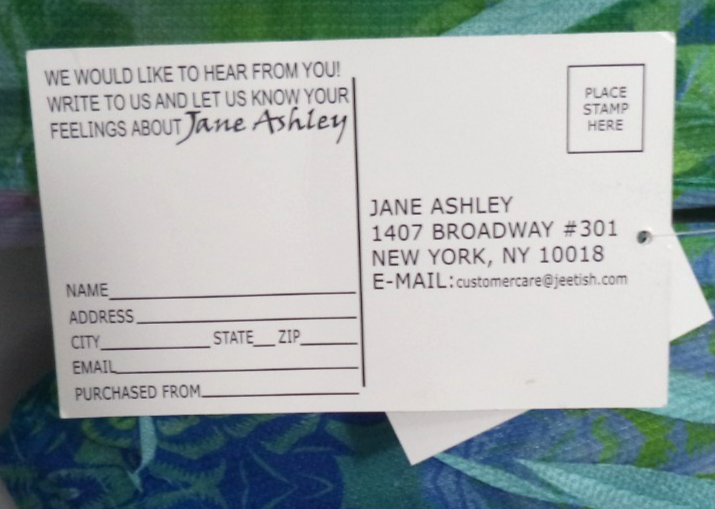 WE WOULD LIKE TO HEAR FROM YOU!
WRITE TO US AND LET US KNOW YOUR
FEELINGS ABOUT Jane Ashley
NAME
ADDRESS
CITY STATE ZIP
EMAIL
PURCHASED FROM
PLACE
STAMP
HERE
JANE ASHLEY
1407 BROADWAY #301
NEW YORK, NY 10018
E-MAIL:customercare@jeetish.com